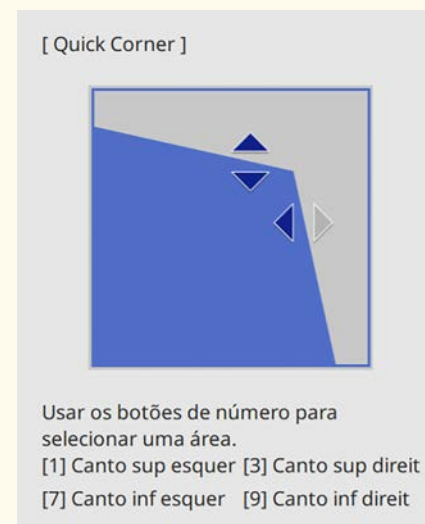 [ Quick Corner ]
Usar os botões de número para
selecionar uma área.
[1] Canto sup esquer [3] Canto sup direit
[7] Canto inf esquer [9] Canto inf direit